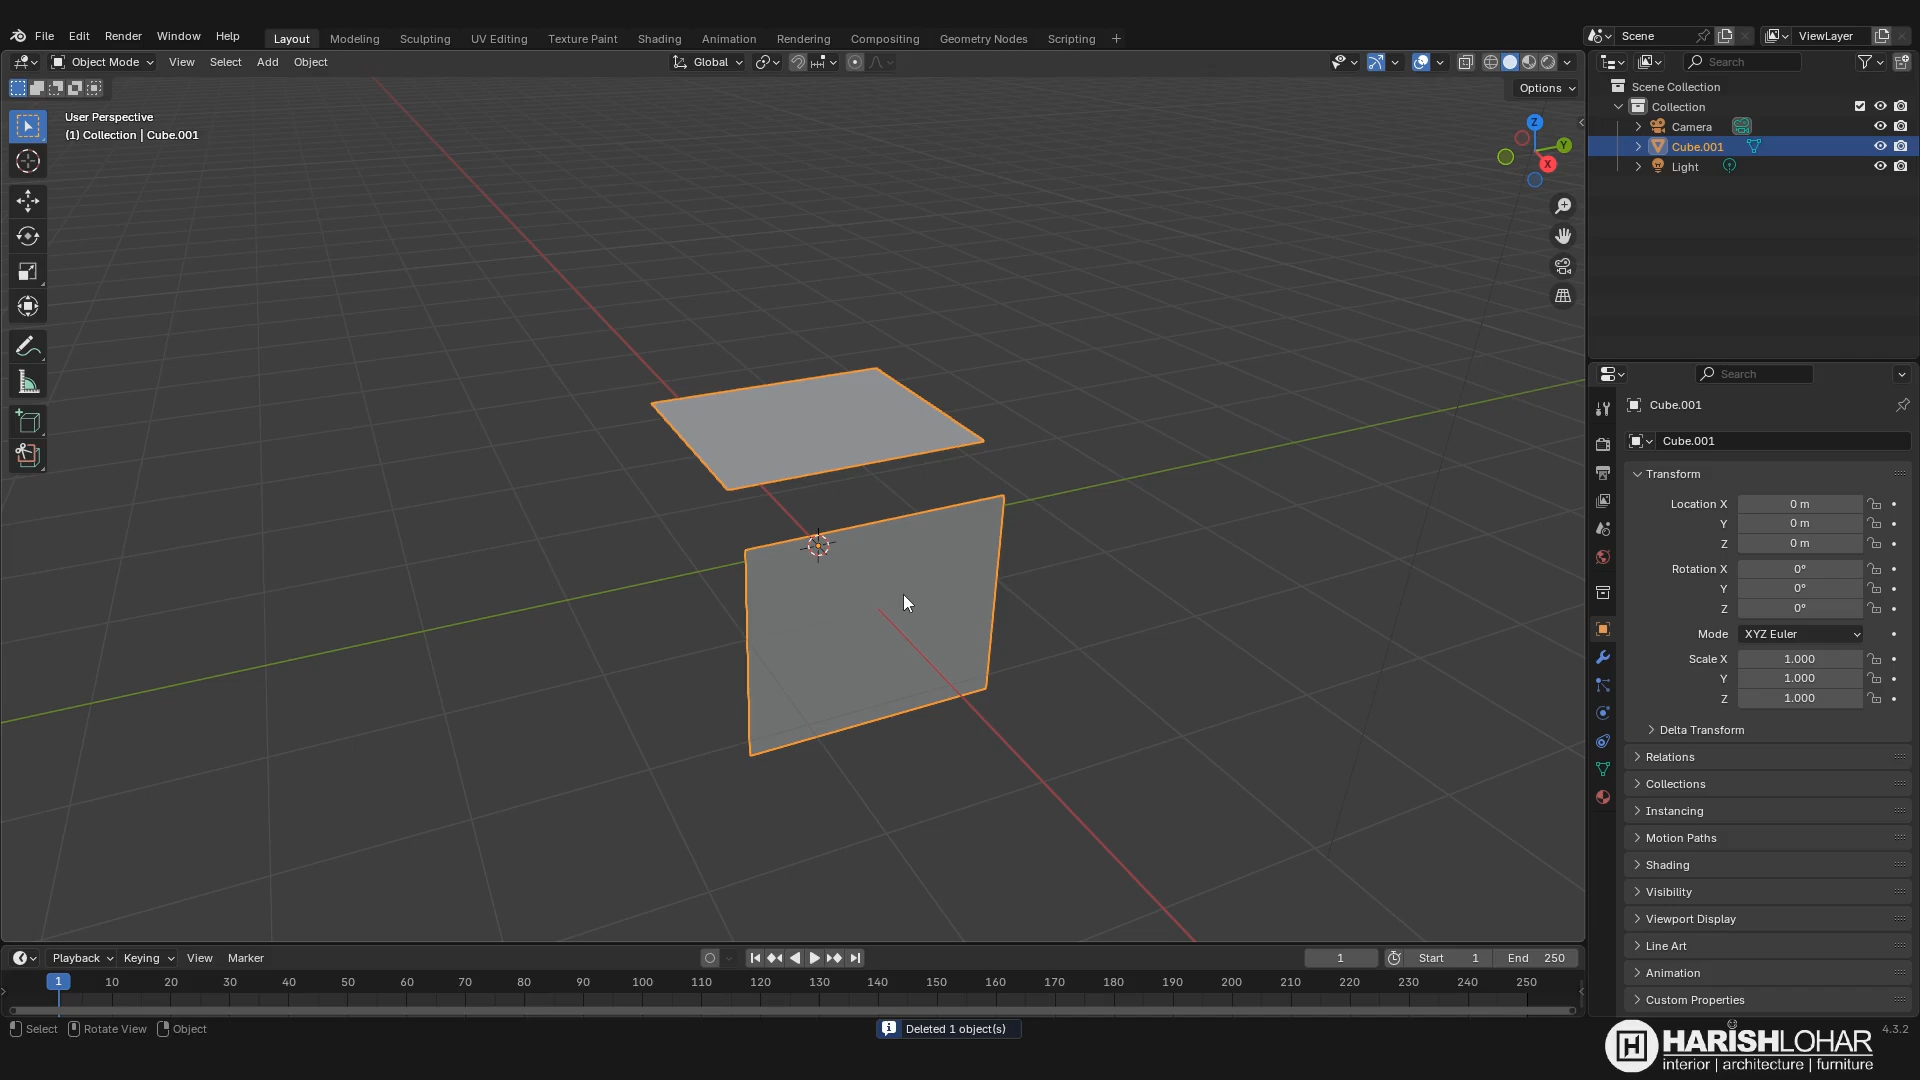 File Edit Render Window Help
Layout Modeling Sculpting UV Editing Texture Paint Shading Animation Rendering Compositing Geometry Nodes Scripting +
Scene
ViewLayer
Object Mode View Select Add Object
Global
Search
Options
User Perspective
(1) Collection | Cube.001
Z
Y
X
Scene Collection
Collection
Camera
Cube.001
Light
Search
Cube.001
Cube.001
Transform
Location X 0 m
Y 0 m
Z 0 m
Rotation X 0°
Y 0°
Z 0°
Mode XYZ Euler
Scale X 1.000
Y 1.000
Z 1.000
Delta Transform
Relations
Collections
Instancing
Motion Paths
Shading
Visibility
Viewport Display
Line Art
Animation
Custom Properties
Playback Keying View Marker
1 Start 1 End 250
1 10 20 30 40 50 60 70 80 90 100 110 120 130 140 150 160 170 180 190 200 210 220 230 240 250
Select Rotate View Object
Deleted 1 object(s)
4.3.2
HARISHLOHAR
interior | architecture | furniture